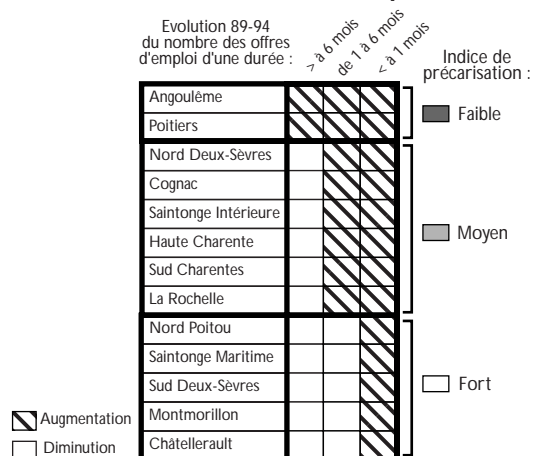 Evolution 89-94
du nombre des offres
d'emploi d'une durée :
> à 6 mois
de 1 à 6 mois
< à 1 mois
Indice de
précarisation :
Angoulême
Poitiers
Faible
Nord Deux-Sèvres
Cognac
Saintonge Intérieure
Haute Charente
Sud Charentes
La Rochelle
Moyen
Nord Poitou
Saintonge Maritime
Sud Deux-Sèvres
Montmorillon
Châtellerault
Fort
Augmentation
Diminution